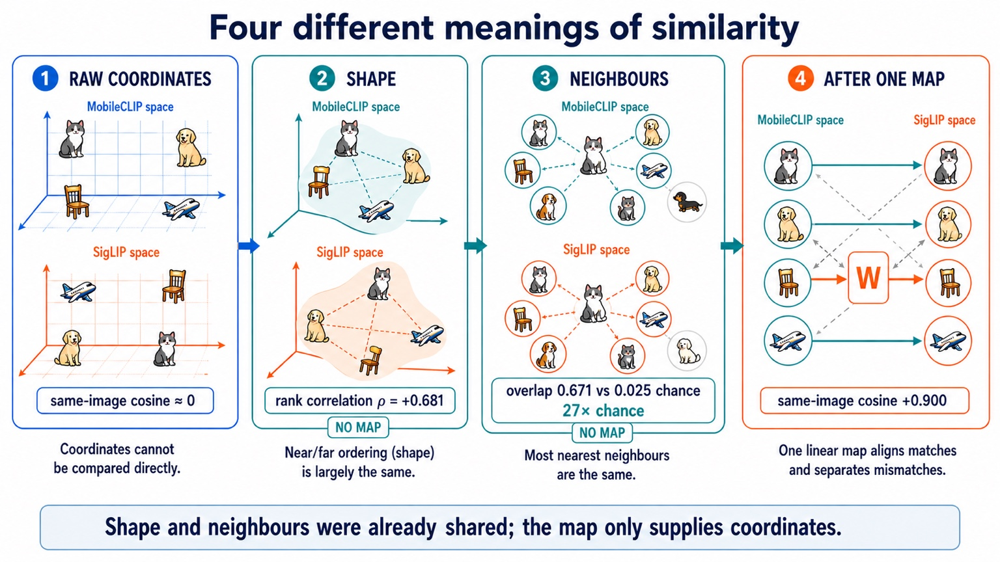 Four different meanings of similarity
1 RAW COORDINATES
MobileCLIP space
SigLIP space
same-image cosine ≈ 0
Coordinates cannot
be compared directly.
2 SHAPE
MobileCLIP space
SigLIP space
rank correlation ρ = +0.681
NO MAP
Near/far ordering (shape)
is largely the same.
3 NEIGHBOURS
MobileCLIP space
SigLIP space
overlap 0.671 vs 0.025 chance
27× chance
NO MAP
Most nearest neighbours
are the same.
4 AFTER ONE MAP
MobileCLIP space
SigLIP space
W
same-image cosine +0.900
One linear map aligns matches
and separates mismatches.
Shape and neighbours were already shared; the map only supplies coordinates.